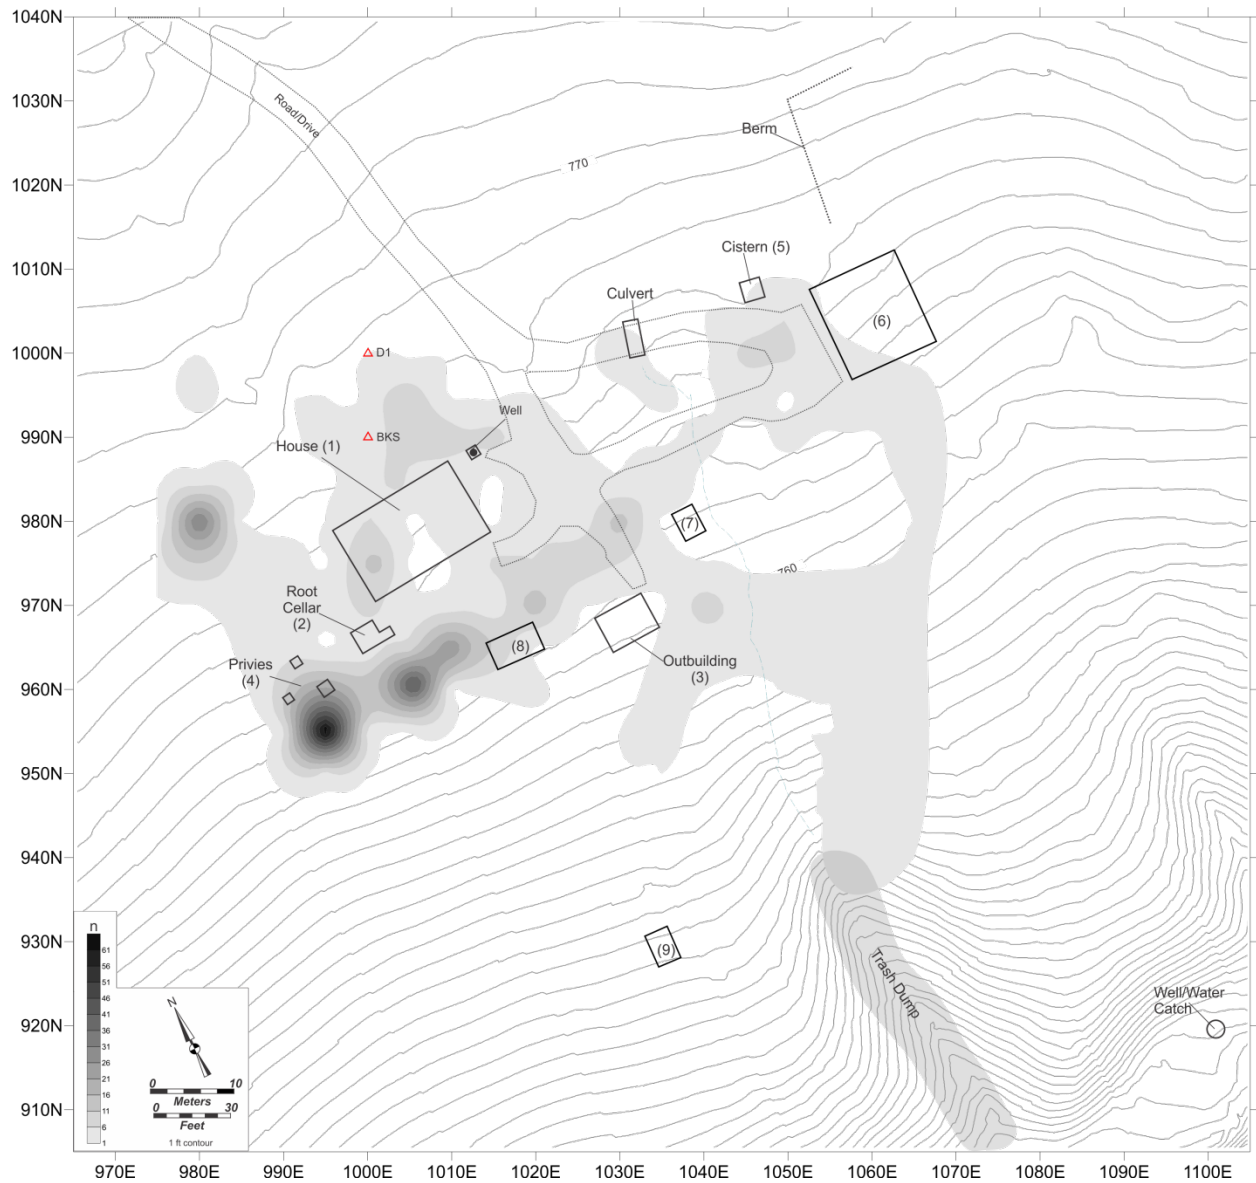 1040N
1030N
1020N
1010N
1000N
990N
980N
970N
960N
950N
940N
930N
920N
910N
Road/Drive
770
Berm
Cistern (5)
Culvert
(6)
D1
BKS
Well
House (1)
(7)
760
Root
Cellar
(2)
(8)
Privies
(4)
Outbuilding
(3)
(9)
Trash Dump
Well/Water
Catch
n
61
56
51
46
41
36
31
26
21
16
11
6
1
N
0 10
Meters
0 30
Feet
1 ft contour
970E 980E 990E 1000E 1010E 1020E 1030E 1040E 1050E 1060E 1070E 1080E 1090E 1100E